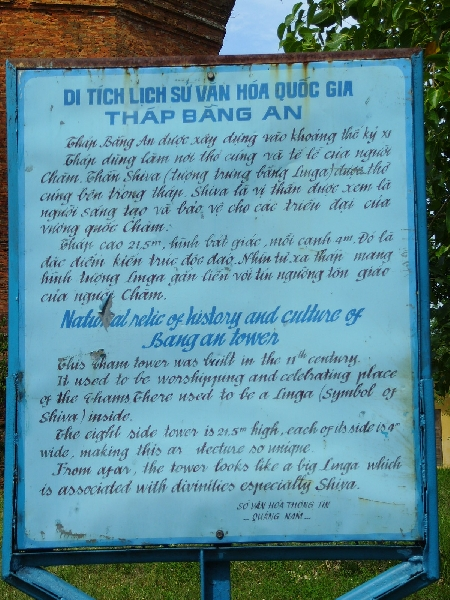 DI TÍCH LỊCH SỬ VĂN HÓA QUỐC GIA
THÁP BẰNG AN
Tháp Bằng An được xây dựng vào khoảng thế kỷ XI
Tháp dùng làm nơi thờ cúng và tế lễ của người
Chăm. Thần Shiva (tượng trưng bằng Linga) được thờ
cúng bên trong tháp. Shiva là vị thần được xem là
người sáng tạo và bảo vệ cho các triều đại của
vương quốc Chăm.
Tháp cao 21,5m, hình bát giác, mỗi cạnh 4m. Đó là
đặc điểm kiến trúc độc đáo. Nhìn từ xa tháp mang
hình tượng Linga gắn liền với tín ngưỡng tôn giáo
của người Chăm.
National relic of history and culture of
Bang an tower
This Cham tower was built in the 11th century.
It used to be worshipping and celebrating place
of the Chams There used to be a Linga (Symbol of
Shiva) inside.
The eight side tower is 21,5m high, each of its side is 4m
wide, making this ar tecture so unique.
From afar, the tower looks like a big Linga which
is associated with divinities especially Shiva.
SỞ VĂN HÓA THÔNG TIN
- QUẢNG NAM -